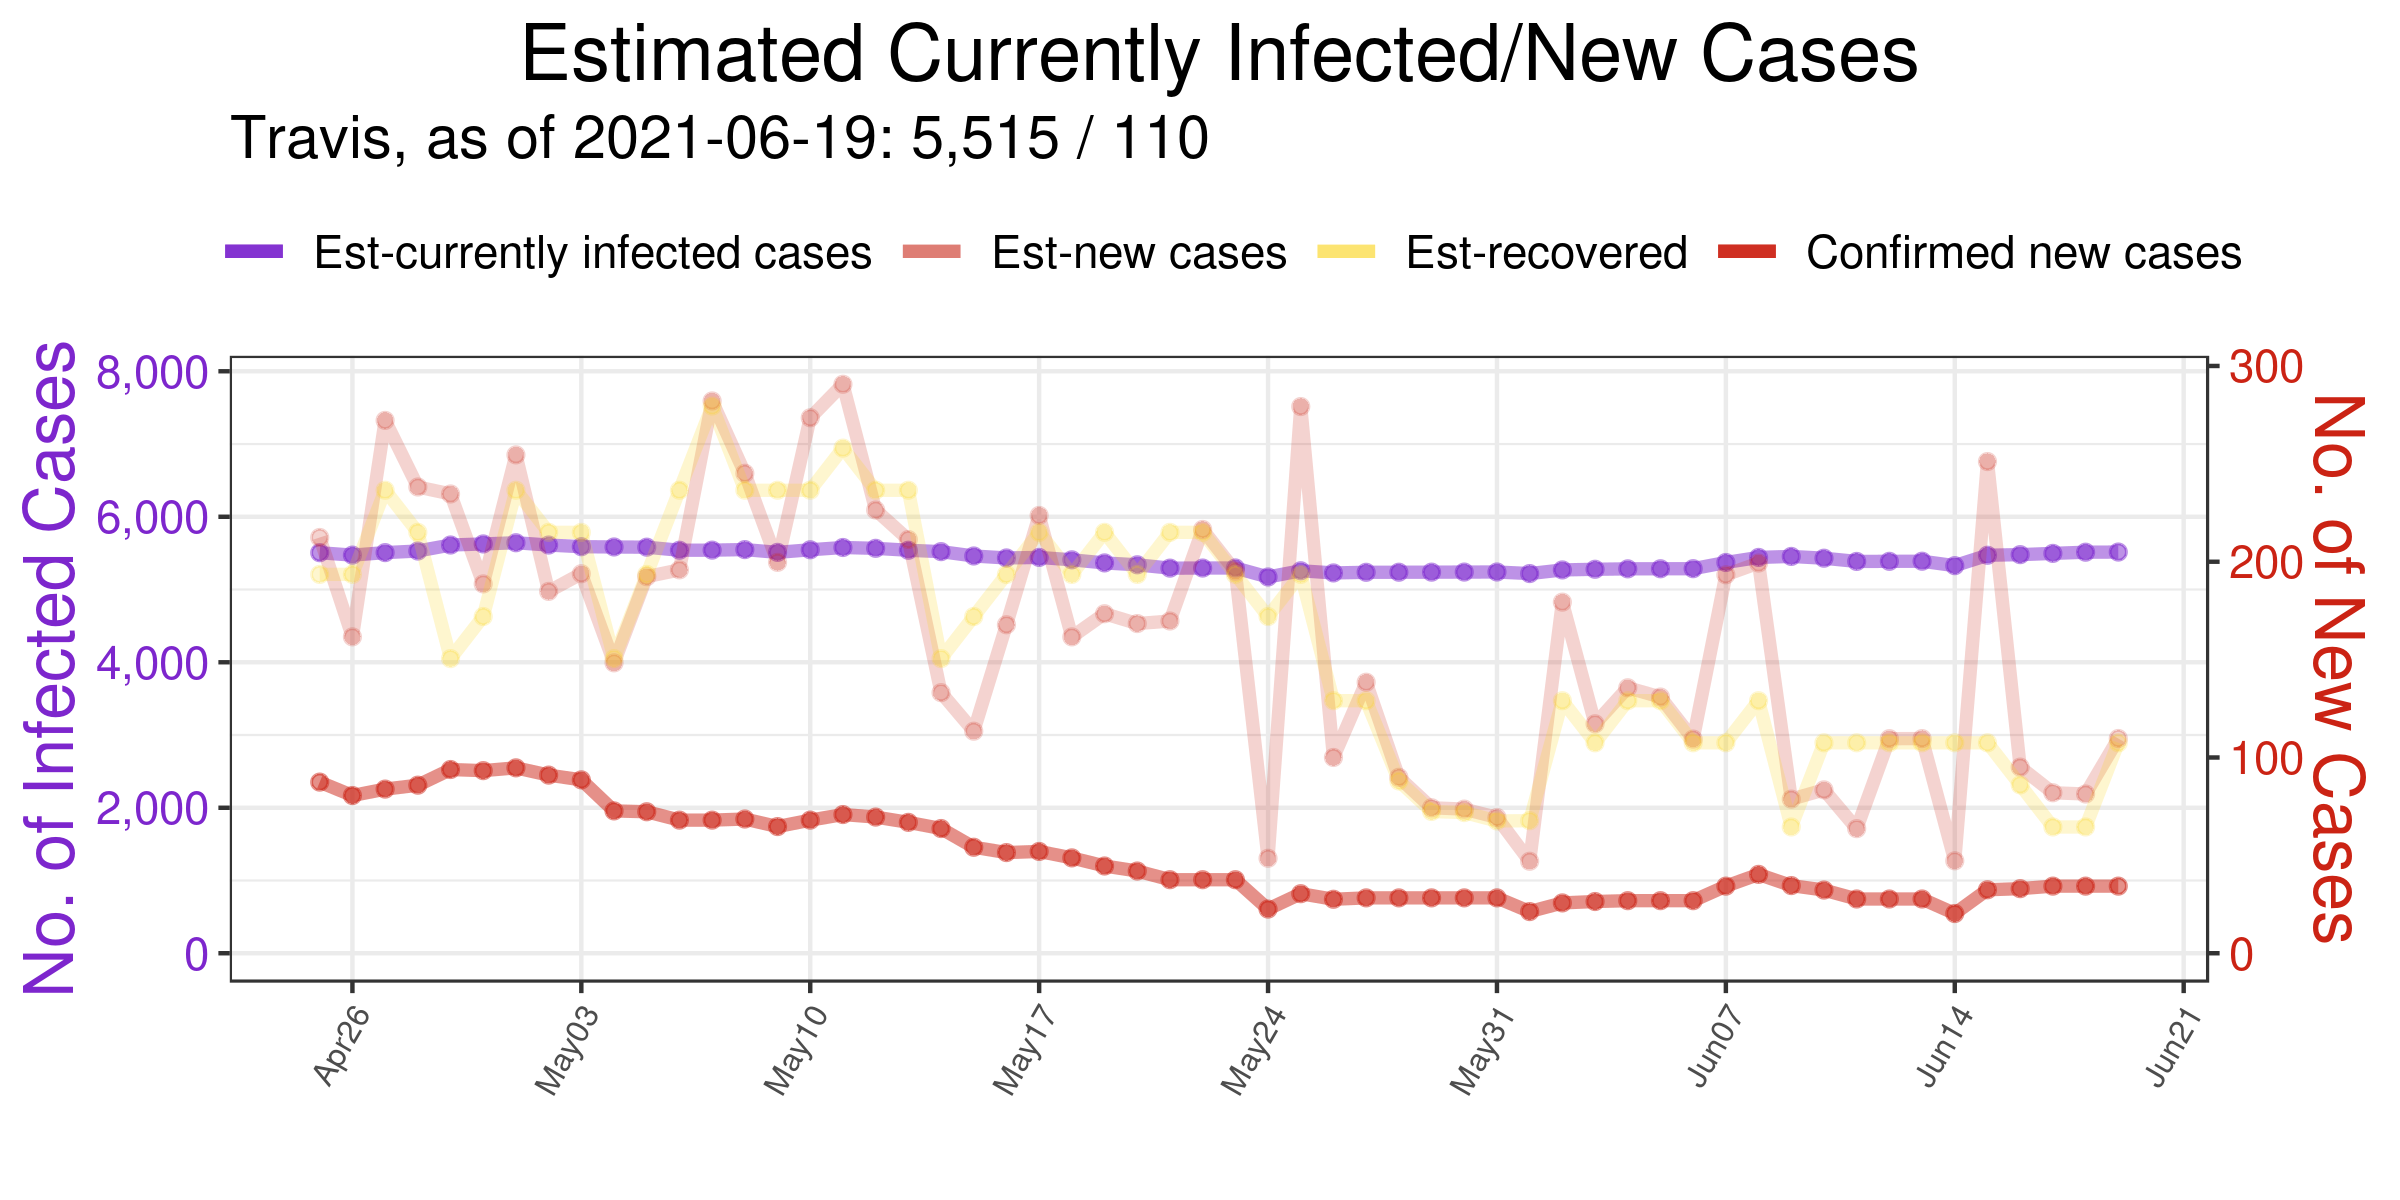 Estimated Currently Infected/New Cases
Travis, as of 2021-06-19: 5,515 / 110
Est-currently infected cases Est-new cases Est-recovered Confirmed new cases
No. of Infected Cases
8,000
6,000
4,000
2,000
0
300
200
100
0
No. of New Cases
Apr26 May03 May10 May17 May24 May31 Jun07 Jun14 Jun21